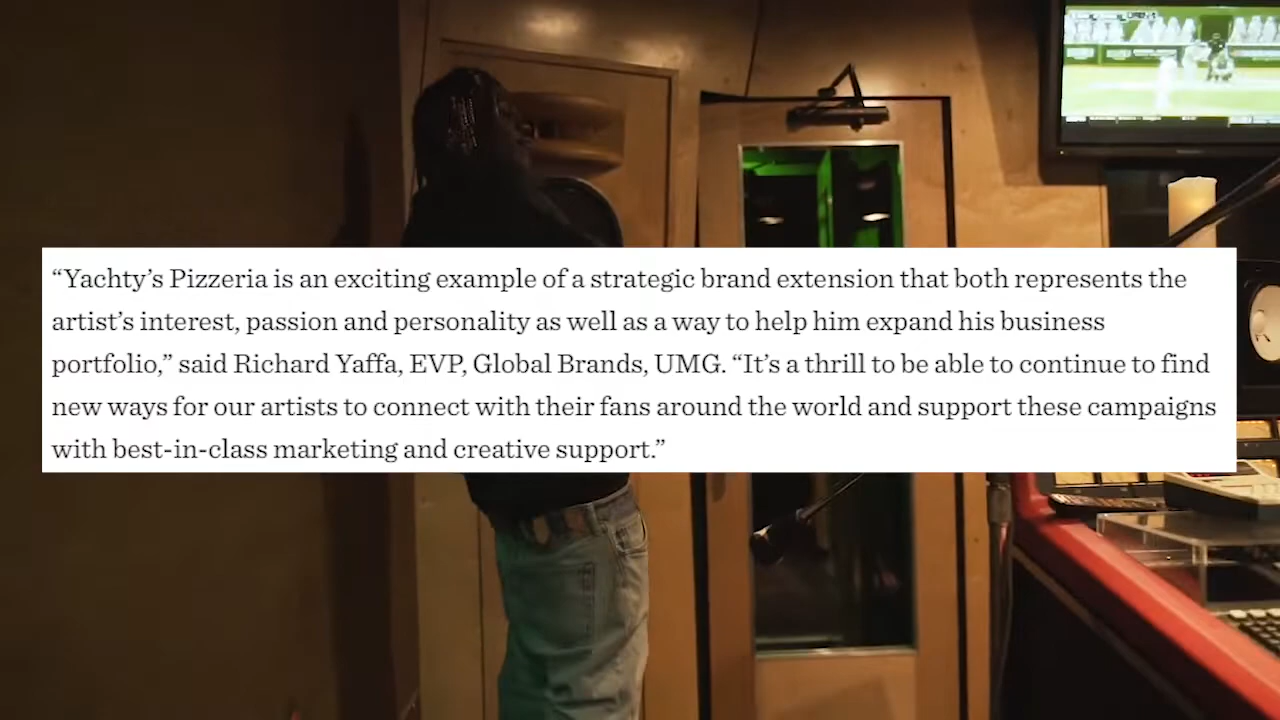 “Yachty’s Pizzeria is an exciting example of a strategic brand extension that both represents the
artist’s interest, passion and personality as well as a way to help him expand his business
portfolio,” said Richard Yaffa, EVP, Global Brands, UMG. “It’s a thrill to be able to continue to find
new ways for our artists to connect with their fans around the world and support these campaigns
with best-in-class marketing and creative support.”